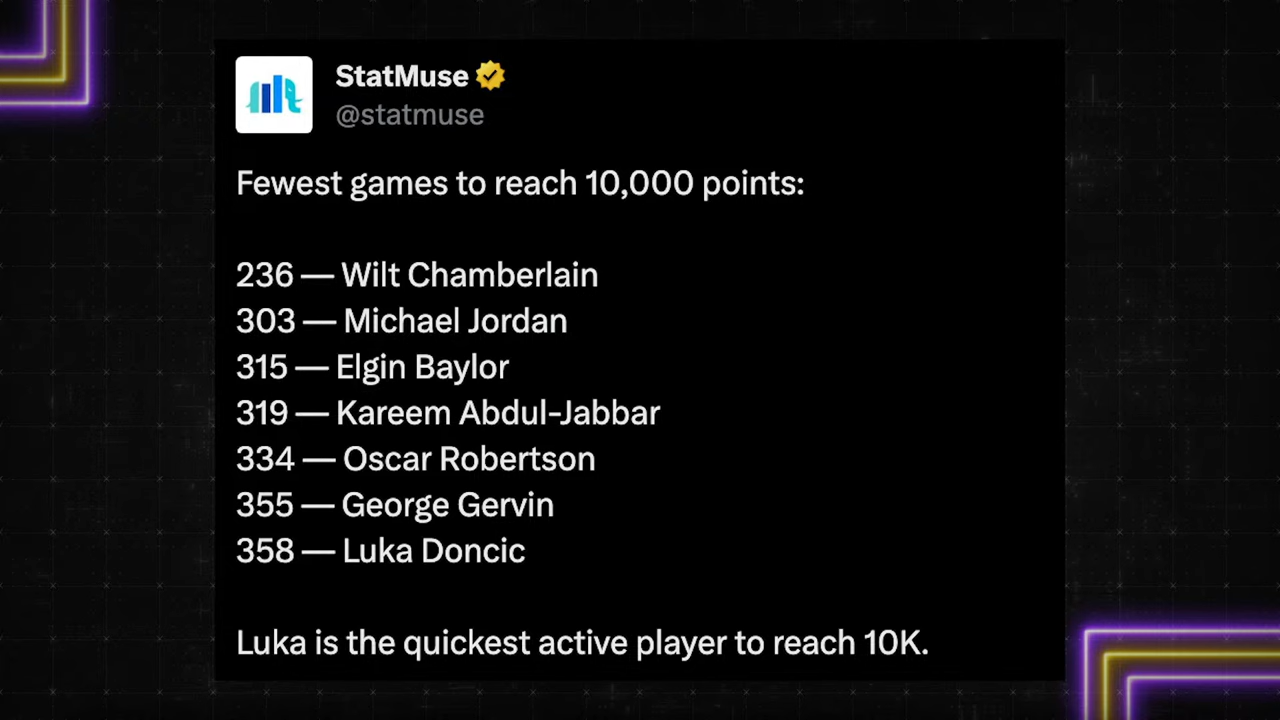 StatMuse
@statmuse
Fewest games to reach 10,000 points:
236 — Wilt Chamberlain
303 — Michael Jordan
315 — Elgin Baylor
319 — Kareem Abdul-Jabbar
334 — Oscar Robertson
355 — George Gervin
358 — Luka Doncic
Luka is the quickest active player to reach 10K.